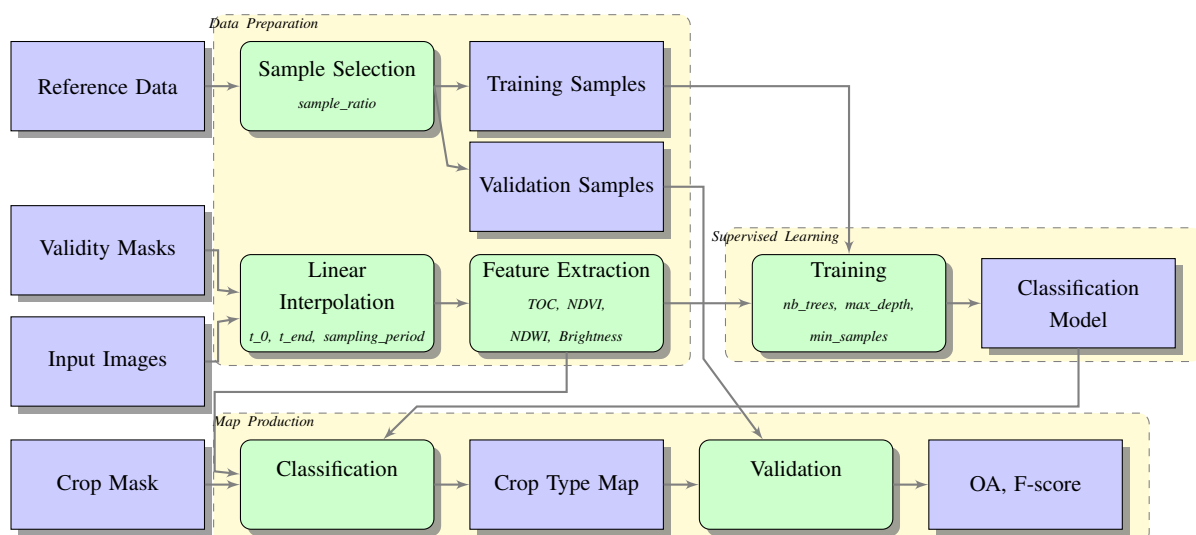 Data Preparation
Reference Data
Sample Selection
sample_ratio
Training Samples
Validation Samples
Validity Masks
Input Images
Linear
Interpolation
t_0, t_end, sampling_period
Feature Extraction
TOC, NDVI,
NDWI, Brightness
Supervised Learning
Training
nb_trees, max_depth,
min_samples
Classification
Model
Map Production
Crop Mask
Classification
Crop Type Map
Validation
OA, F-score